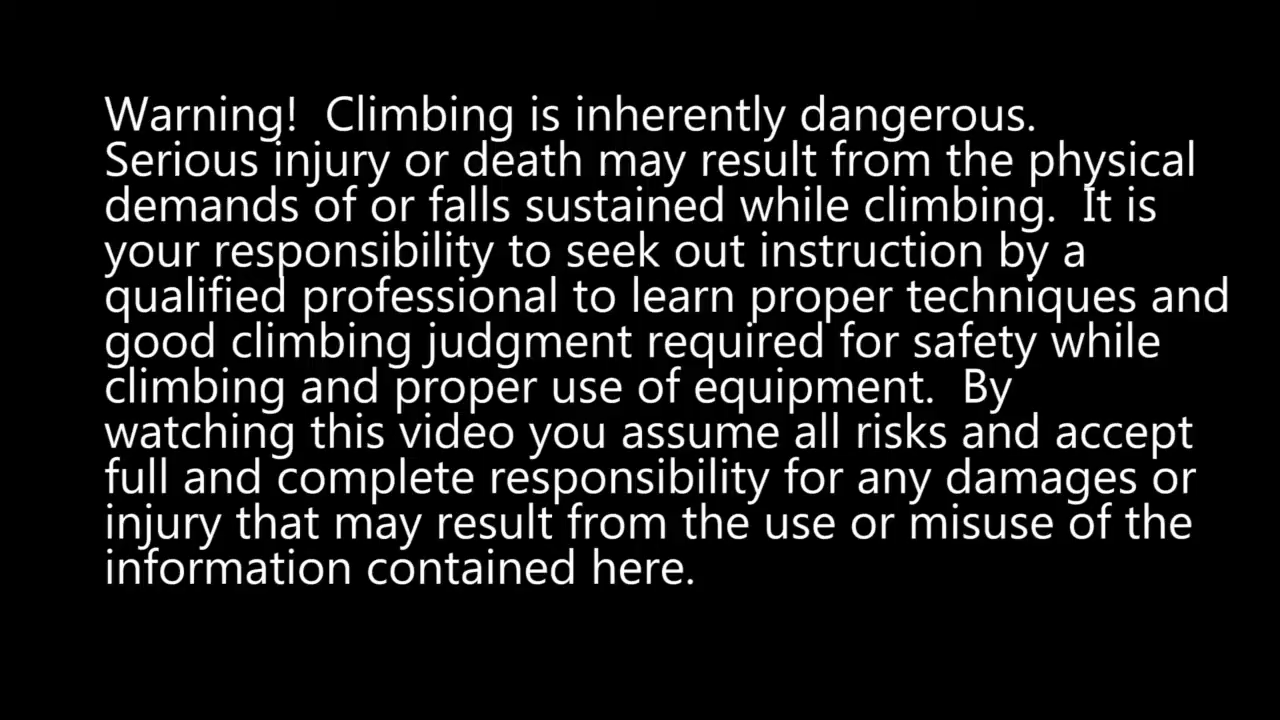 Warning!  Climbing is inherently dangerous.
Serious injury or death may result from the physical
demands of or falls sustained while climbing.  It is
your responsibility to seek out instruction by a
qualified professional to learn proper techniques and
good climbing judgment required for safety while
climbing and proper use of equipment.  By
watching this video you assume all risks and accept
full and complete responsibility for any damages or
injury that may result from the use or misuse of the
information contained here.